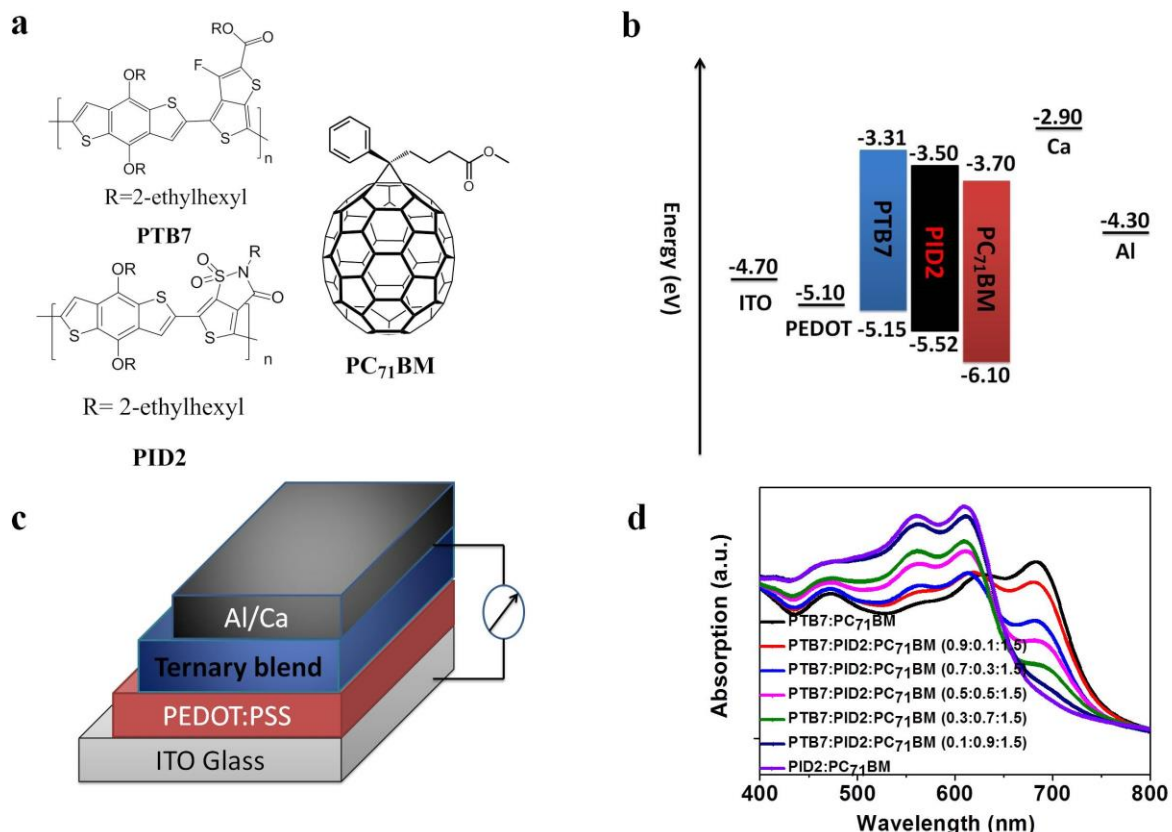 a
RO
O
OR
F
S
S
S
S
n
OR
R=2-ethylhexyl
PTB7
OR
O
O
S
N
R
O
S
S
S
n
OR
R= 2-ethylhexyl
PID2
O
O
PC₇₁BM
b
Energy (eV)
-4.70
ITO
-5.10
PEDOT
-3.31
PTB7
-5.15
-3.50
PID2
-5.52
-3.70
PC₇₁BM
-6.10
-2.90
Ca
-4.30
Al
c
Al/Ca
Ternary blend
PEDOT:PSS
ITO Glass
d
Absorption (a.u.)
PTB7:PC₇₁BM
PTB7:PID2:PC₇₁BM (0.9:0.1:1.5)
PTB7:PID2:PC₇₁BM (0.7:0.3:1.5)
PTB7:PID2:PC₇₁BM (0.5:0.5:1.5)
PTB7:PID2:PC₇₁BM (0.3:0.7:1.5)
PTB7:PID2:PC₇₁BM (0.1:0.9:1.5)
PID2:PC₇₁BM
400 500 600 700 800
Wavelength (nm)